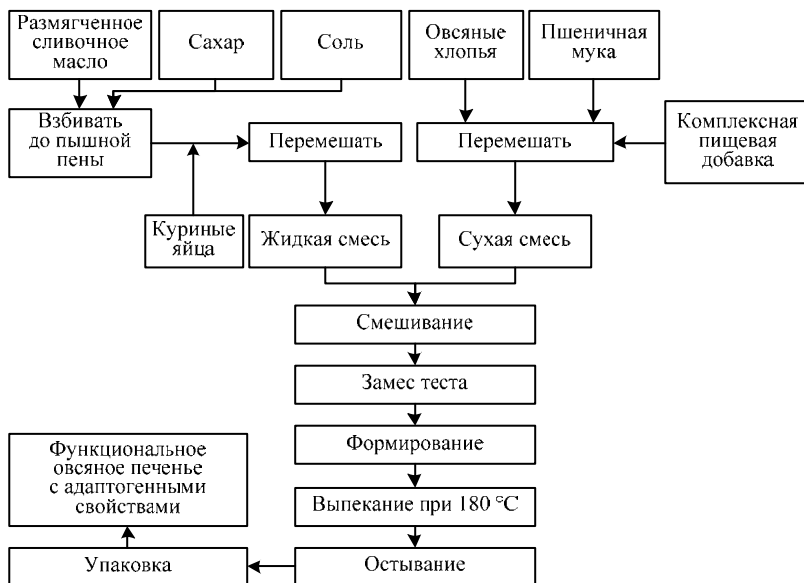 Размягченное
сливочное
масло
Сахар
Соль
Овсяные
хлопья
Пшеничная
мука
Взбивать
до пышной
пены
Перемешать
Перемешать
Комплексная
пищевая
добавка
Куриные
яйца
Жидкая смесь
Сухая смесь
Смешивание
Замес теста
Формирование
Функциональное
овсяное печенье
с адаптогенными
свойствами
Выпекание при 180 °С
Упаковка
Остывание